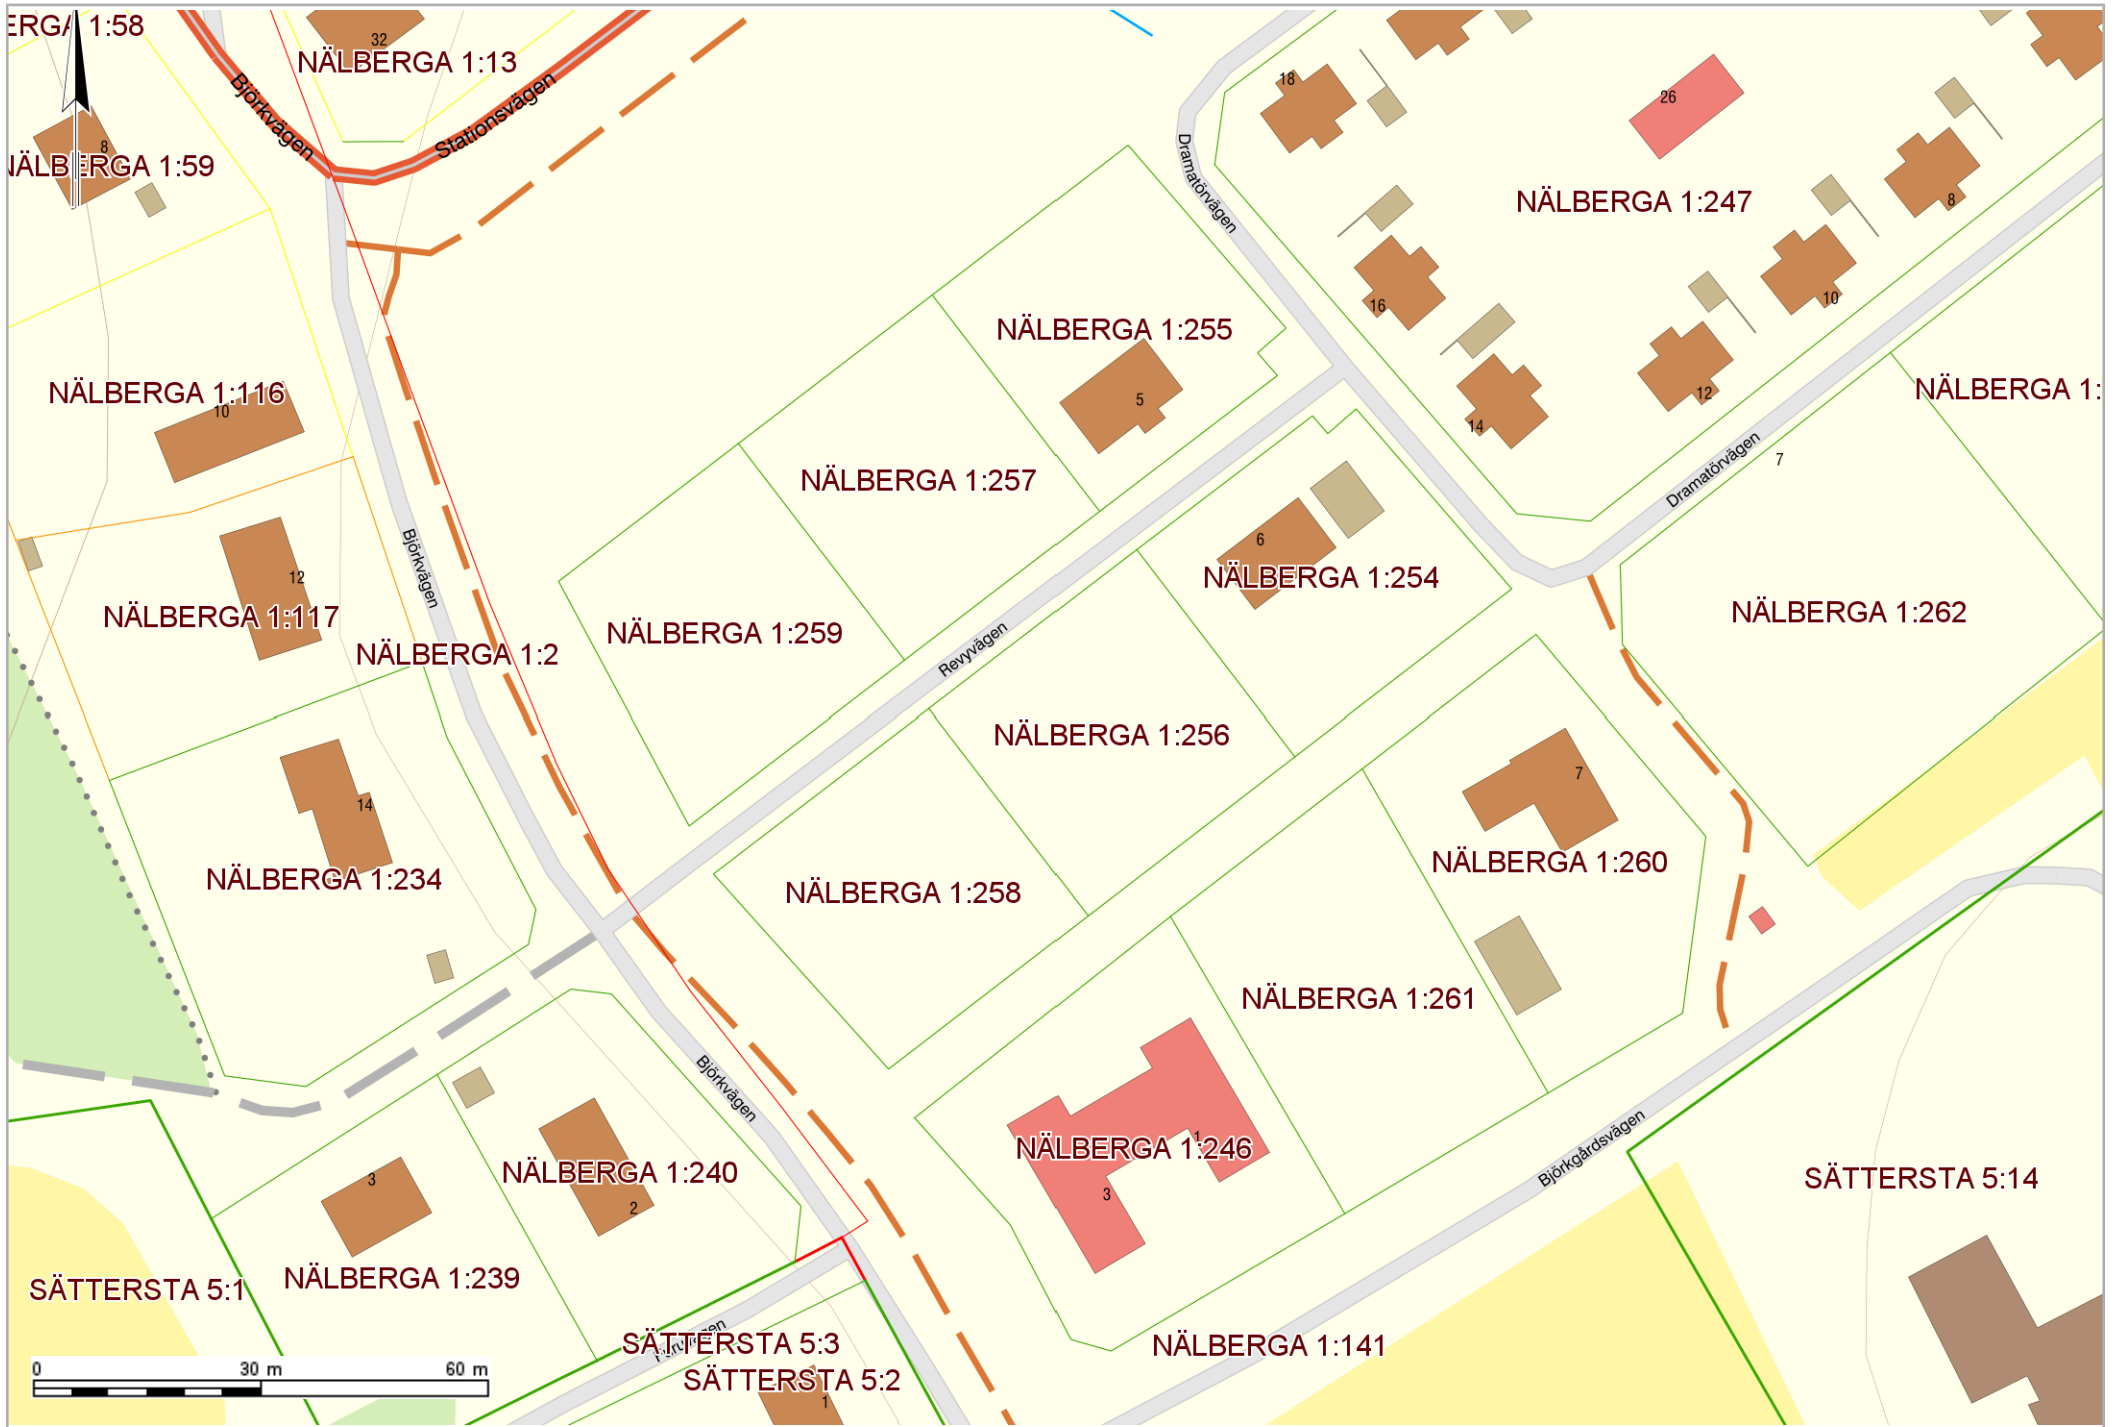 ERGA 1:58
32
NÄLBERGA 1:13
Björkvägen
Stationsvägen
8
NÄLBERGA 1:59
18
26
Dramatörvägen
NÄLBERGA 1:247
8
16
10
NÄLBERGA 1:255
5
NÄLBERGA 1:116
10
12
NÄLBERGA 1:
14
Dramatörvägen
7
NÄLBERGA 1:257
6
NÄLBERGA 1:254
Björkvägen
12
NÄLBERGA 1:117
NÄLBERGA 1:262
NÄLBERGA 1:259
Revyvägen
NÄLBERGA 1:2
NÄLBERGA 1:256
7
14
NÄLBERGA 1:260
NÄLBERGA 1:234
NÄLBERGA 1:258
NÄLBERGA 1:261
Björkvägen
1
NÄLBERGA 1:246
3
Björkgårdsvägen
3
NÄLBERGA 1:240
2
SÄTTERSTA 5:14
NÄLBERGA 1:239
SÄTTERSTA 5:1
SÄTTERSTA 5:3
NÄLBERGA 1:141
SÄTTERSTA 5:2
1
0 30 m 60 m